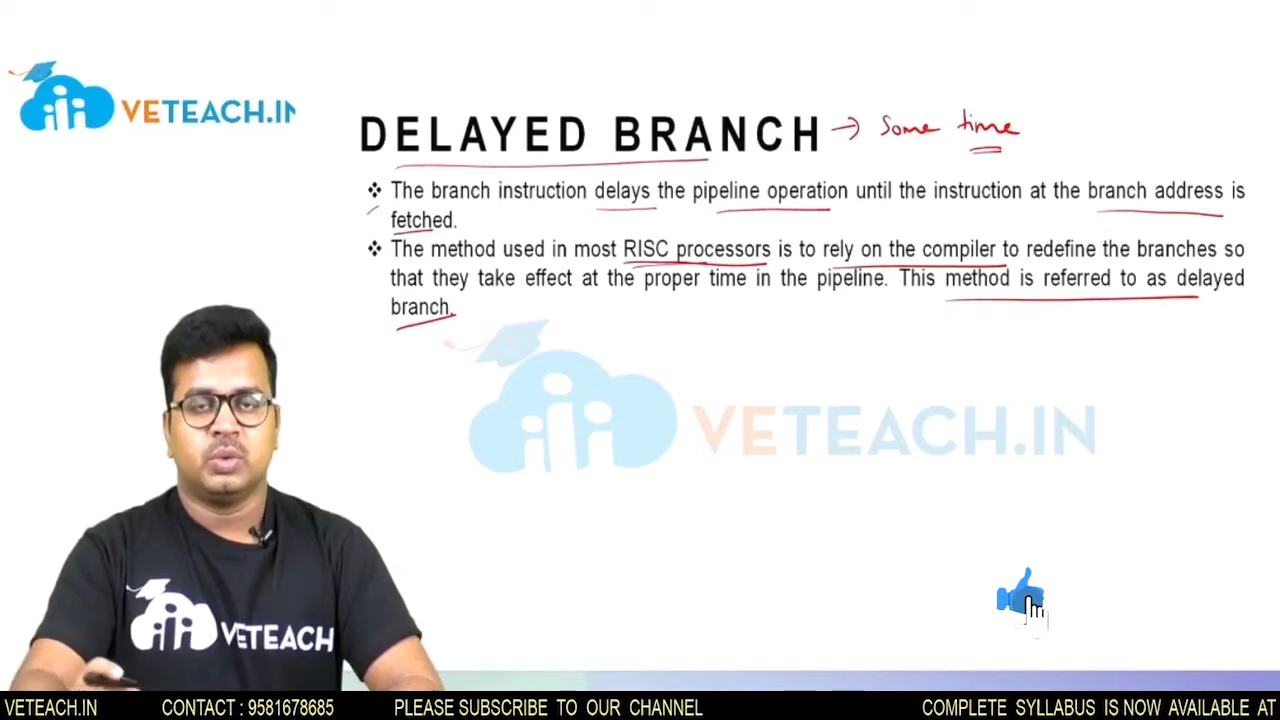 VETEACH.IN
DELAYED BRANCH → Some time
❖ The branch instruction delays the pipeline operation until the instruction at the branch address is
fetched.
❖ The method used in most RISC processors is to rely on the compiler to redefine the branches so
that they take effect at the proper time in the pipeline. This method is referred to as delayed
branch.
VETEACH.IN
VETEACH
VETEACH.IN CONTACT : 9581678685 PLEASE SUBSCRIBE TO OUR CHANNEL COMPLETE SYLLABUS IS NOW AVAILABLE AT